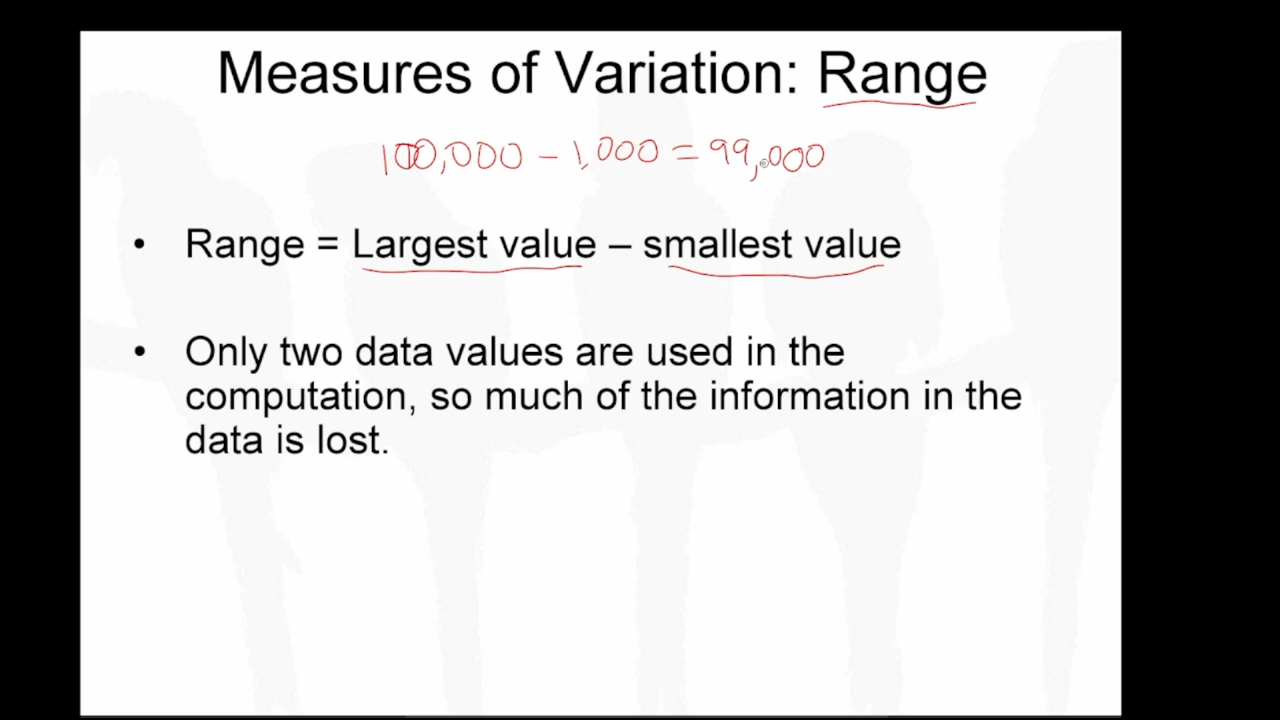 Measures of Variation: Range
100,000 - 1,000 = 99,000
• Range = Largest value – smallest value
• Only two data values are used in the
computation, so much of the information in the
data is lost.